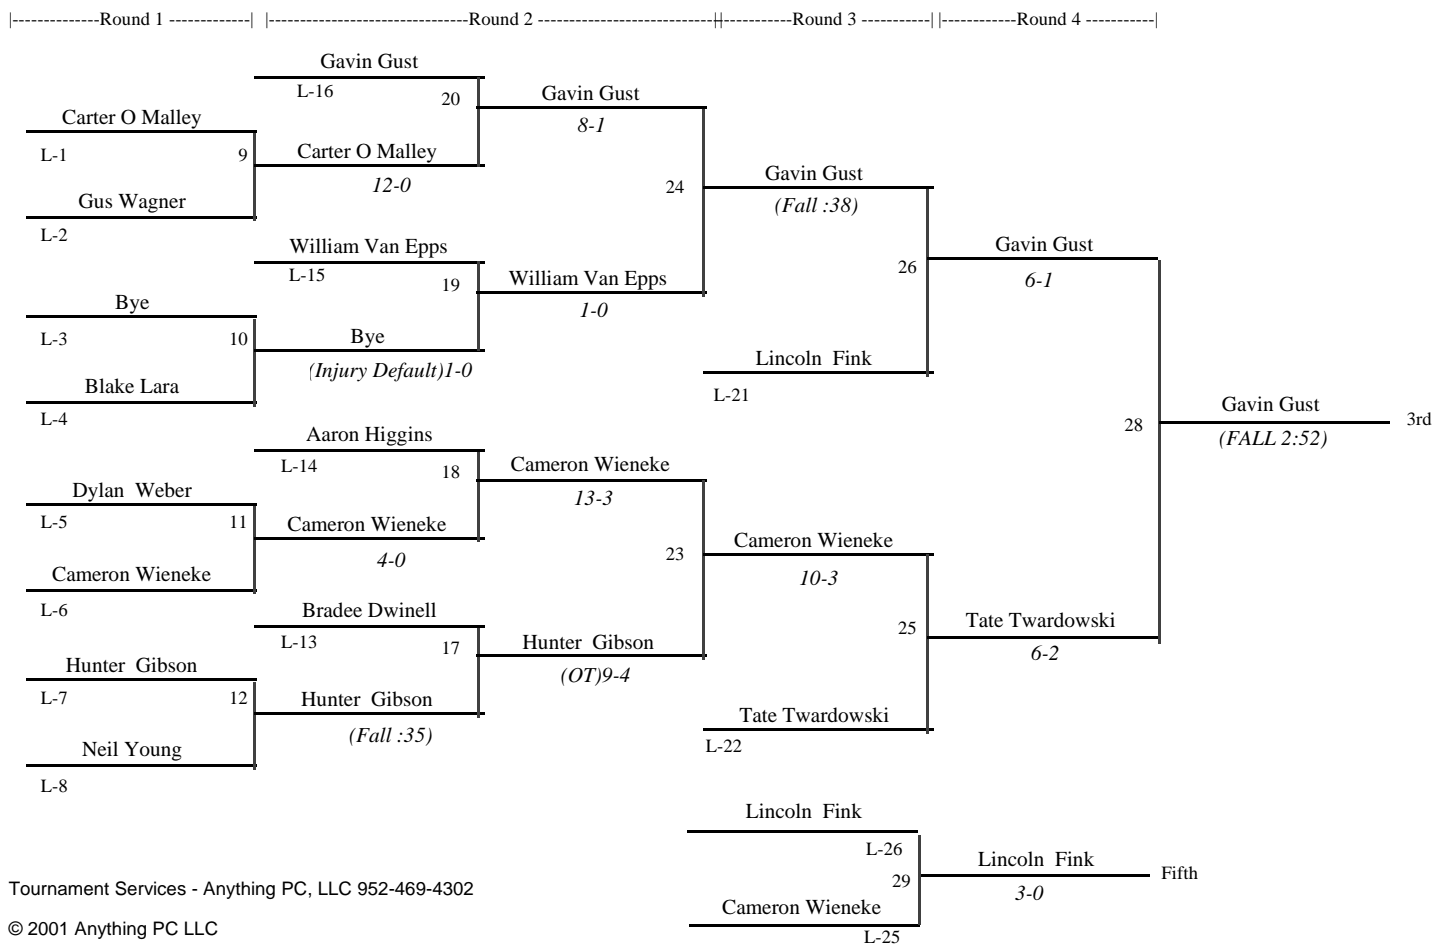 |-------------Round 1 -------------| |-----------------------------Round 2 --------------------------||------------Round 3 -----------| |------------Round 4 -----------|
Gavin Gust
L-16
20
Gavin Gust
8-1
Carter O Malley
L-1
9
Carter O Malley
12-0
Gus Wagner
L-2
24
Gavin Gust
(Fall :38)
William Van Epps
L-15
19
William Van Epps
1-0
Bye
L-3
10
Bye
(Injury Default)1-0
Blake Lara
L-4
26
Gavin Gust
6-1
Lincoln Fink
L-21
28
Gavin Gust
(FALL 2:52)
3rd
Aaron Higgins
L-14
18
Cameron Wieneke
13-3
Dylan Weber
L-5
11
Cameron Wieneke
4-0
Cameron Wieneke
L-6
23
Cameron Wieneke
10-3
Bradee Dwinell
L-13
17
Hunter Gibson
(OT)9-4
Hunter Gibson
L-7
12
Hunter Gibson
(Fall :35)
Neil Young
L-8
25
Tate Twardowski
6-2
Tate Twardowski
L-22
Lincoln Fink
L-26
29
Lincoln Fink
3-0
Fifth
Cameron Wieneke
L-25
Tournament Services - Anything PC, LLC 952-469-4302
© 2001 Anything PC LLC